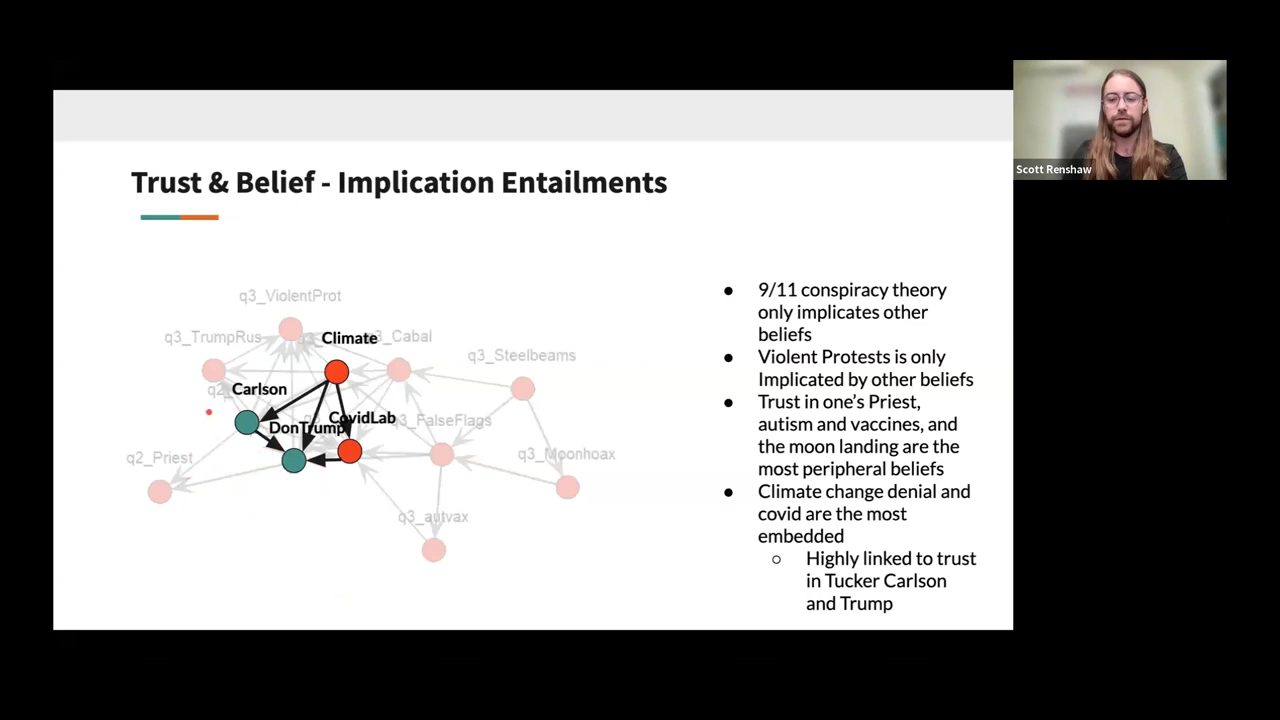 Scott Renshaw
Trust & Belief - Implication Entailments
q3_ViolentProt
q3_TrumpRus
Climate
3_Cabal
q3_Steelbeams
q2
Carlson
DonTrump
CovidLab
q3_FalseFlags
q2_Priest
q3_Moonhoax
q3_autvax
● 9/11 conspiracy theory
only implicates other
beliefs
● Violent Protests is only
Implicated by other beliefs
● Trust in one's Priest,
autism and vaccines, and
the moon landing are the
most peripheral beliefs
● Climate change denial and
covid are the most
embedded
○ Highly linked to trust
in Tucker Carlson
and Trump